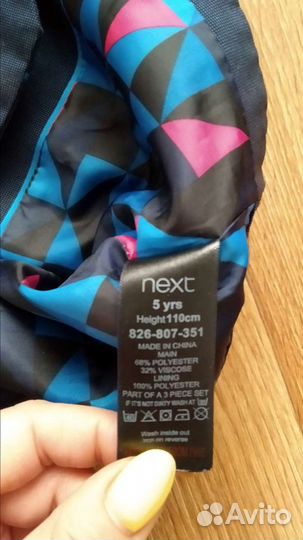 next
5 yrs
Height 110cm
826-807-351
MADE IN CHINA
MAIN
68% POLYESTER
32% VISCOSE
LINING
100% POLYESTER
PART OF A 3 PIECE SET
IF IT'S NOT DIRTY WASH AT
Wash inside out
iron on reverse
Avito